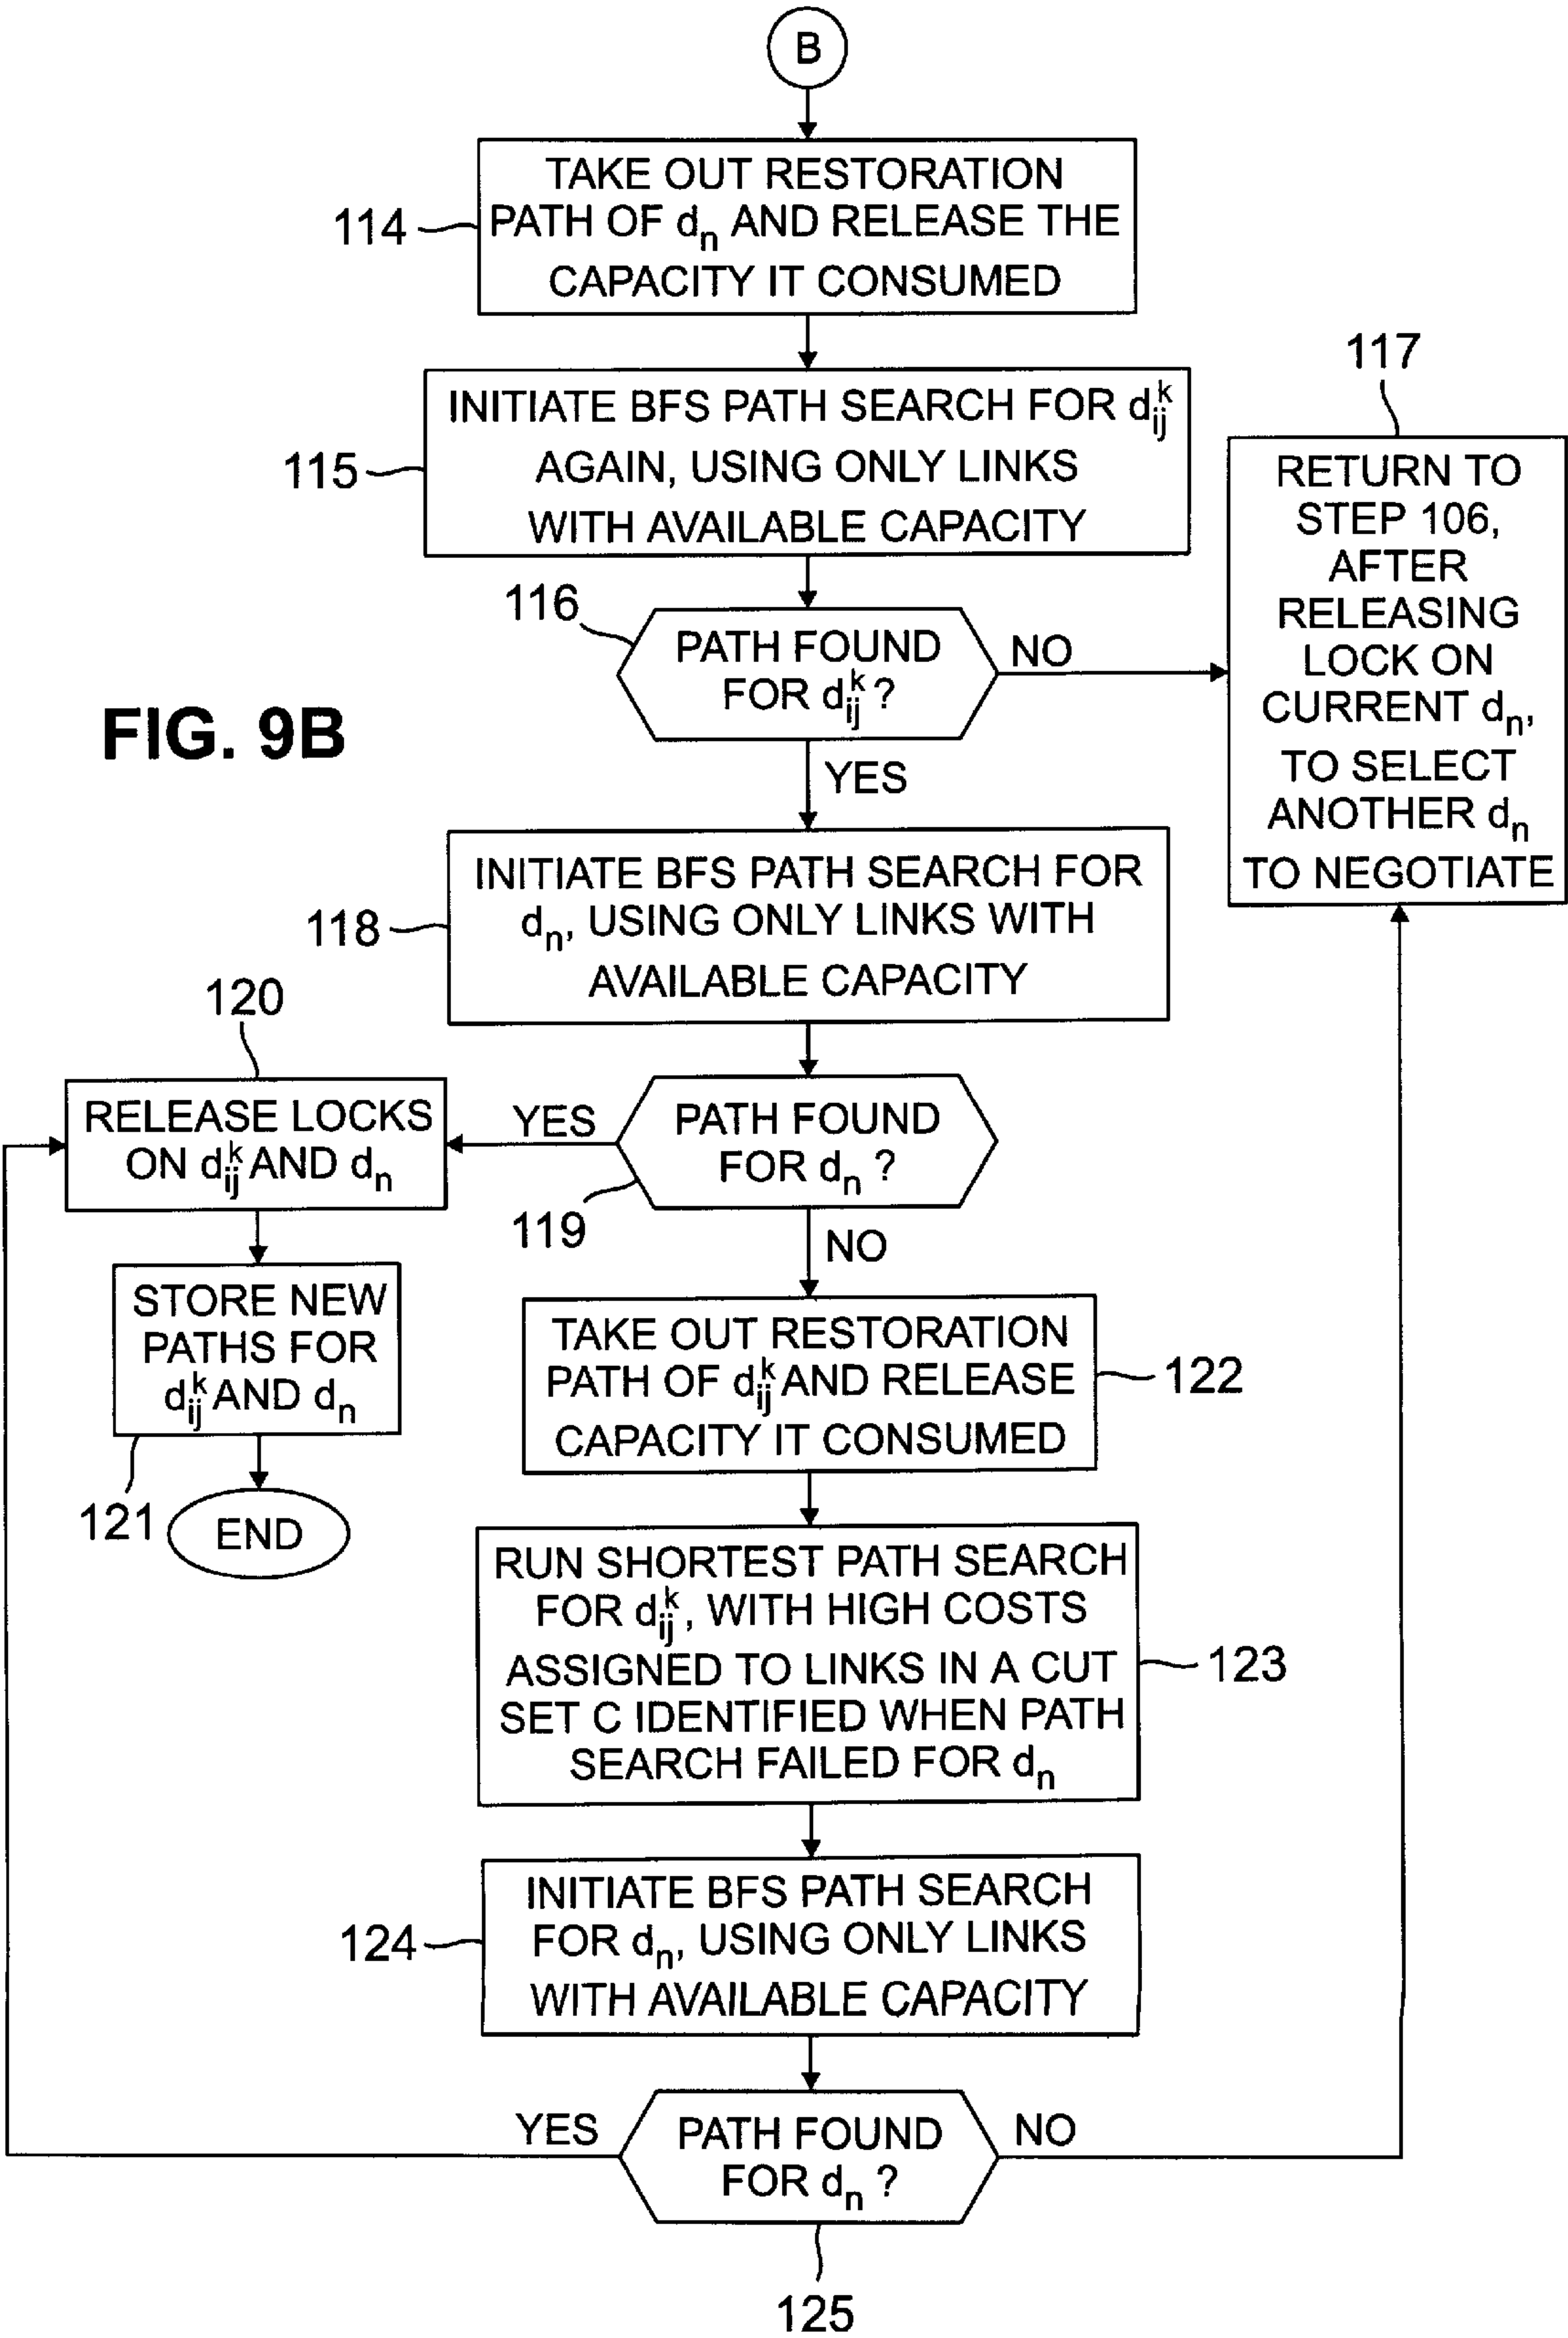 B
TAKE OUT RESTORATION
PATH OF dn AND RELEASE THE
CAPACITY IT CONSUMED
114
INITIATE BFS PATH SEARCH FOR dijk
AGAIN, USING ONLY LINKS
WITH AVAILABLE CAPACITY
115
117
RETURN TO
STEP 106,
AFTER
RELEASING
LOCK ON
CURRENT dn,
TO SELECT
ANOTHER dn
TO NEGOTIATE
116
PATH FOUND
FOR dijk ?
NO
YES
FIG. 9B
INITIATE BFS PATH SEARCH FOR
dn, USING ONLY LINKS WITH
AVAILABLE CAPACITY
118
120
RELEASE LOCKS
ON dijk AND dn
YES
PATH FOUND
FOR dn ?
119
NO
STORE NEW
PATHS FOR
dijk AND dn
121
END
TAKE OUT RESTORATION
PATH OF dijk AND RELEASE
CAPACITY IT CONSUMED
122
RUN SHORTEST PATH SEARCH
FOR dijk, WITH HIGH COSTS
ASSIGNED TO LINKS IN A CUT
SET C IDENTIFIED WHEN PATH
SEARCH FAILED FOR dn
123
INITIATE BFS PATH SEARCH
FOR dn, USING ONLY LINKS
WITH AVAILABLE CAPACITY
124
YES
PATH FOUND
FOR dn ?
NO
125